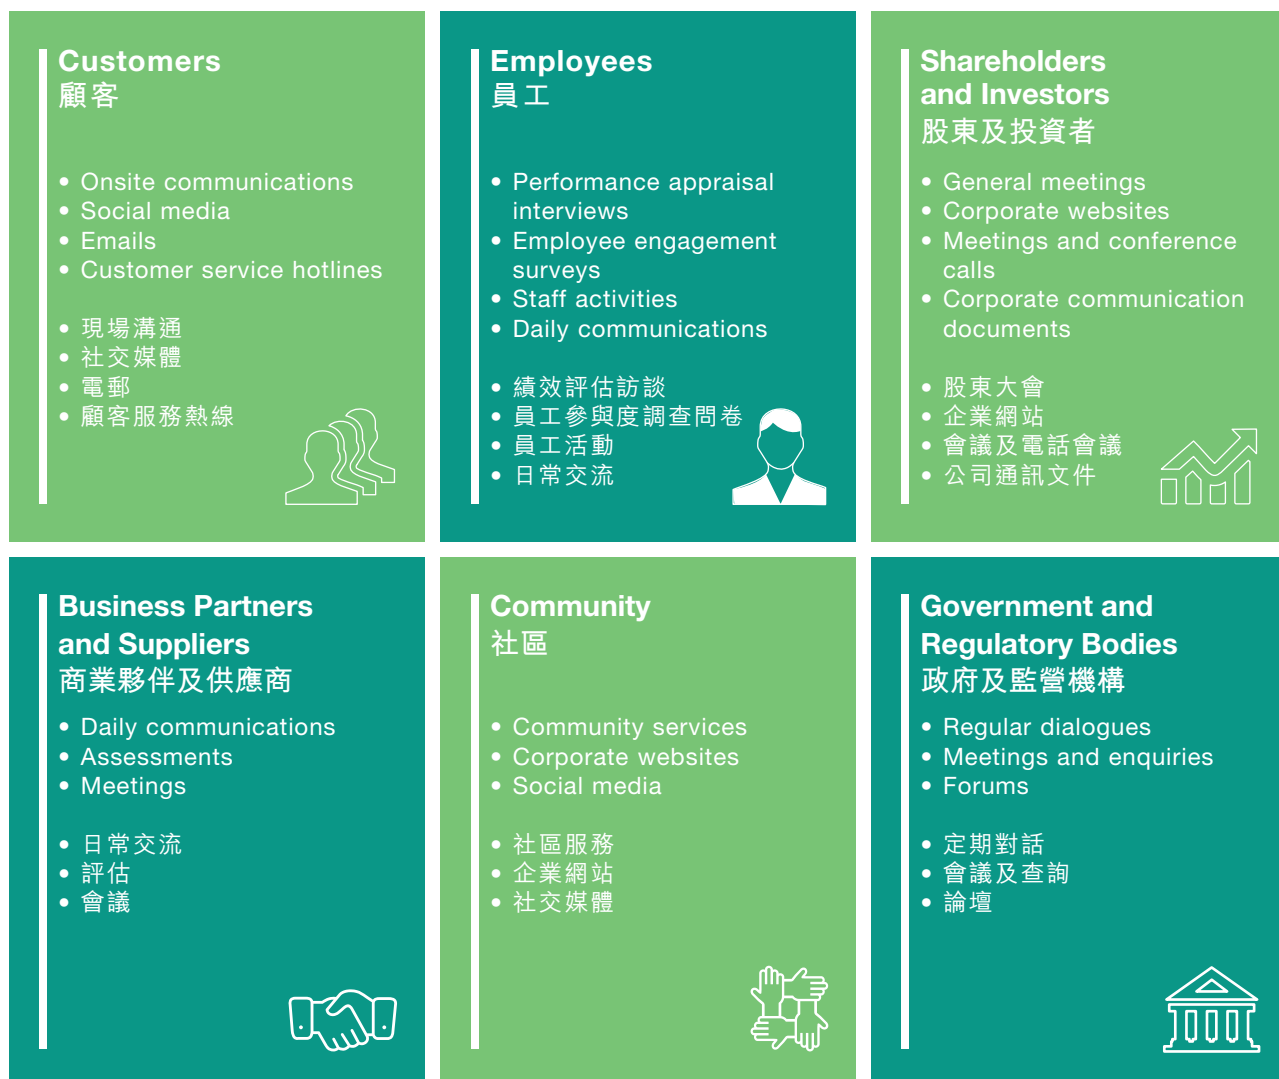 Customers
顧客
• Onsite communications
• Social media
• Emails
• Customer service hotlines
• 現場溝通
• 社交媒體
• 電郵
• 顧客服務熱線
Employees
員工
• Performance appraisal
interviews
• Employee engagement
surveys
• Staff activities
• Daily communications
• 績效評估訪談
• 員工參與度調查問卷
• 員工活動
• 日常交流
Shareholders
and Investors
股東及投資者
• General meetings
• Corporate websites
• Meetings and conference
calls
• Corporate communication
documents
• 股東大會
• 企業網站
• 會議及電話會議
• 公司通訊文件
Business Partners
and Suppliers
商業夥伴及供應商
• Daily communications
• Assessments
• Meetings
• 日常交流
• 評估
• 會議
Community
社區
• Community services
• Corporate websites
• Social media
• 社區服務
• 企業網站
• 社交媒體
Government and
Regulatory Bodies
政府及監營機構
• Regular dialogues
• Meetings and enquiries
• Forums
• 定期對話
• 會議及查詢
• 論壇